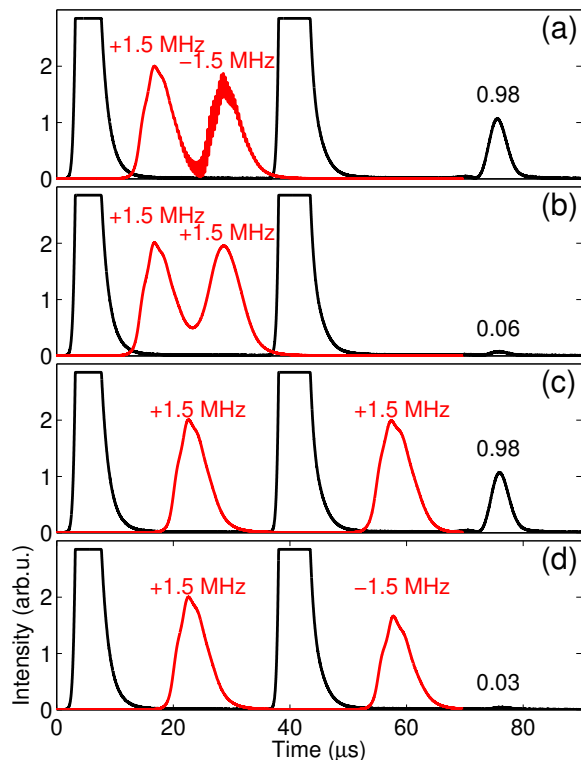 (a)
+1.5 MHz
−1.5 MHz
0.98
2
1
0
(b)
+1.5 MHz
+1.5 MHz
0.06
2
1
0
(c)
+1.5 MHz
+1.5 MHz
0.98
2
1
0
(d)
+1.5 MHz
−1.5 MHz
0.03
2
1
0
Intensity (arb.u.)
0 20 40 60 80
Time (μs)